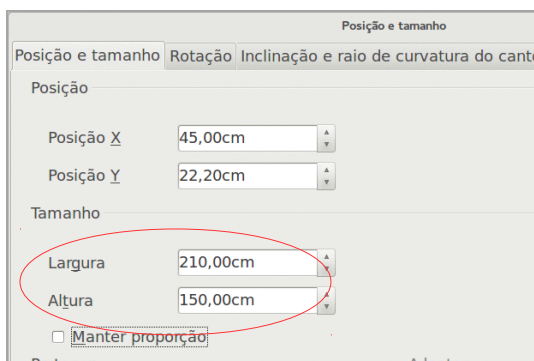 Posição e tamanho
Posição e tamanho Rotação Inclinação e raio de curvatura do canto
Posição
Posição X 45,00cm
Posição Y 22,20cm
Tamanho
Largura 210,00cm
Altura 150,00cm
Manter proporção